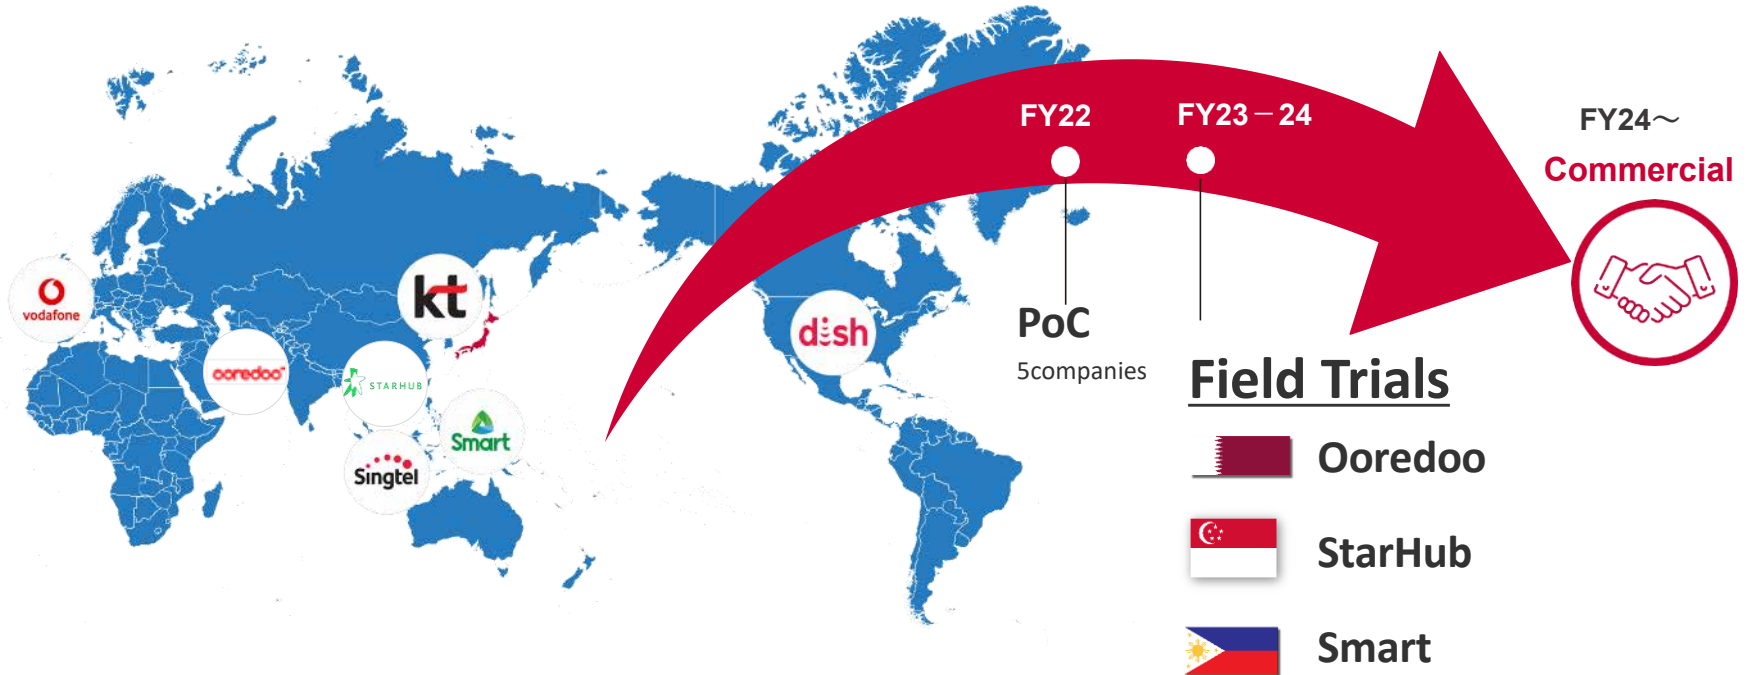 FY22
FY23－24
FY24～
Commercial
vodafone
kt
ooredoo
STARHUB
Smart
Singtel
dish
PoC
5companies
Field Trials
Ooredoo
StarHub
Smart